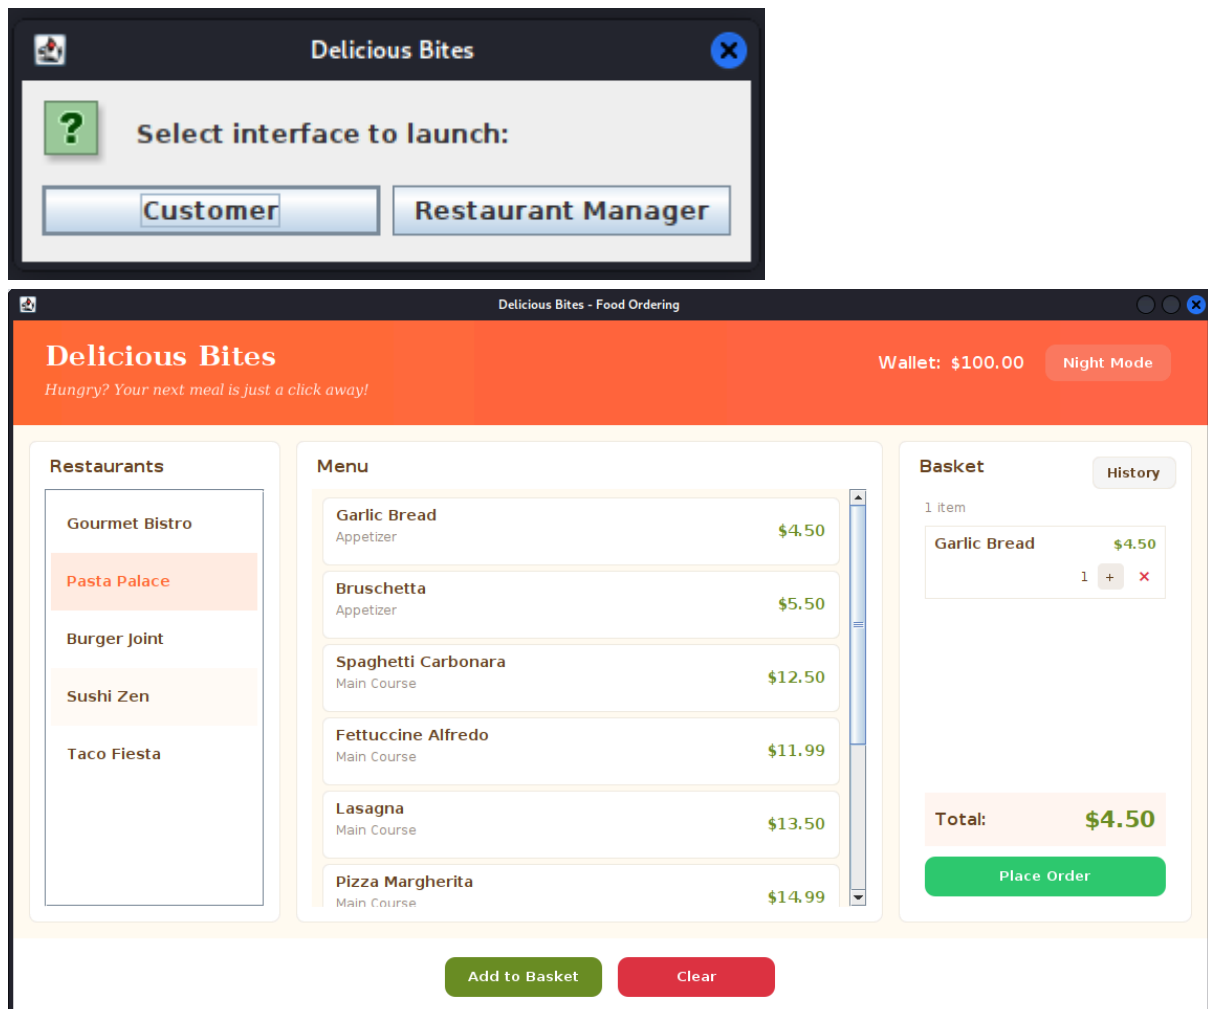 Delicious Bites
?
Select interface to launch:
Customer
Restaurant Manager
Delicious Bites - Food Ordering
Delicious Bites
Hungry? Your next meal is just a click away!
Wallet: $100.00
Night Mode
Restaurants
Gourmet Bistro
Pasta Palace
Burger Joint
Sushi Zen
Taco Fiesta
Menu
Garlic Bread
Appetizer
$4.50
Bruschetta
Appetizer
$5.50
Spaghetti Carbonara
Main Course
$12.50
Fettuccine Alfredo
Main Course
$11.99
Lasagna
Main Course
$13.50
Pizza Margherita
Main Course
$14.99
Basket
History
1 item
Garlic Bread
$4.50
1 + ×
Total:
$4.50
Place Order
Add to Basket
Clear